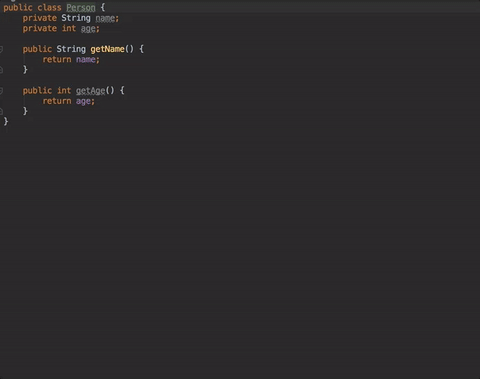 public class Person {
    private String name;
    private int age;
    public String getName() {
        return name;
    }
    public int getAge() {
        return age;
    }
}